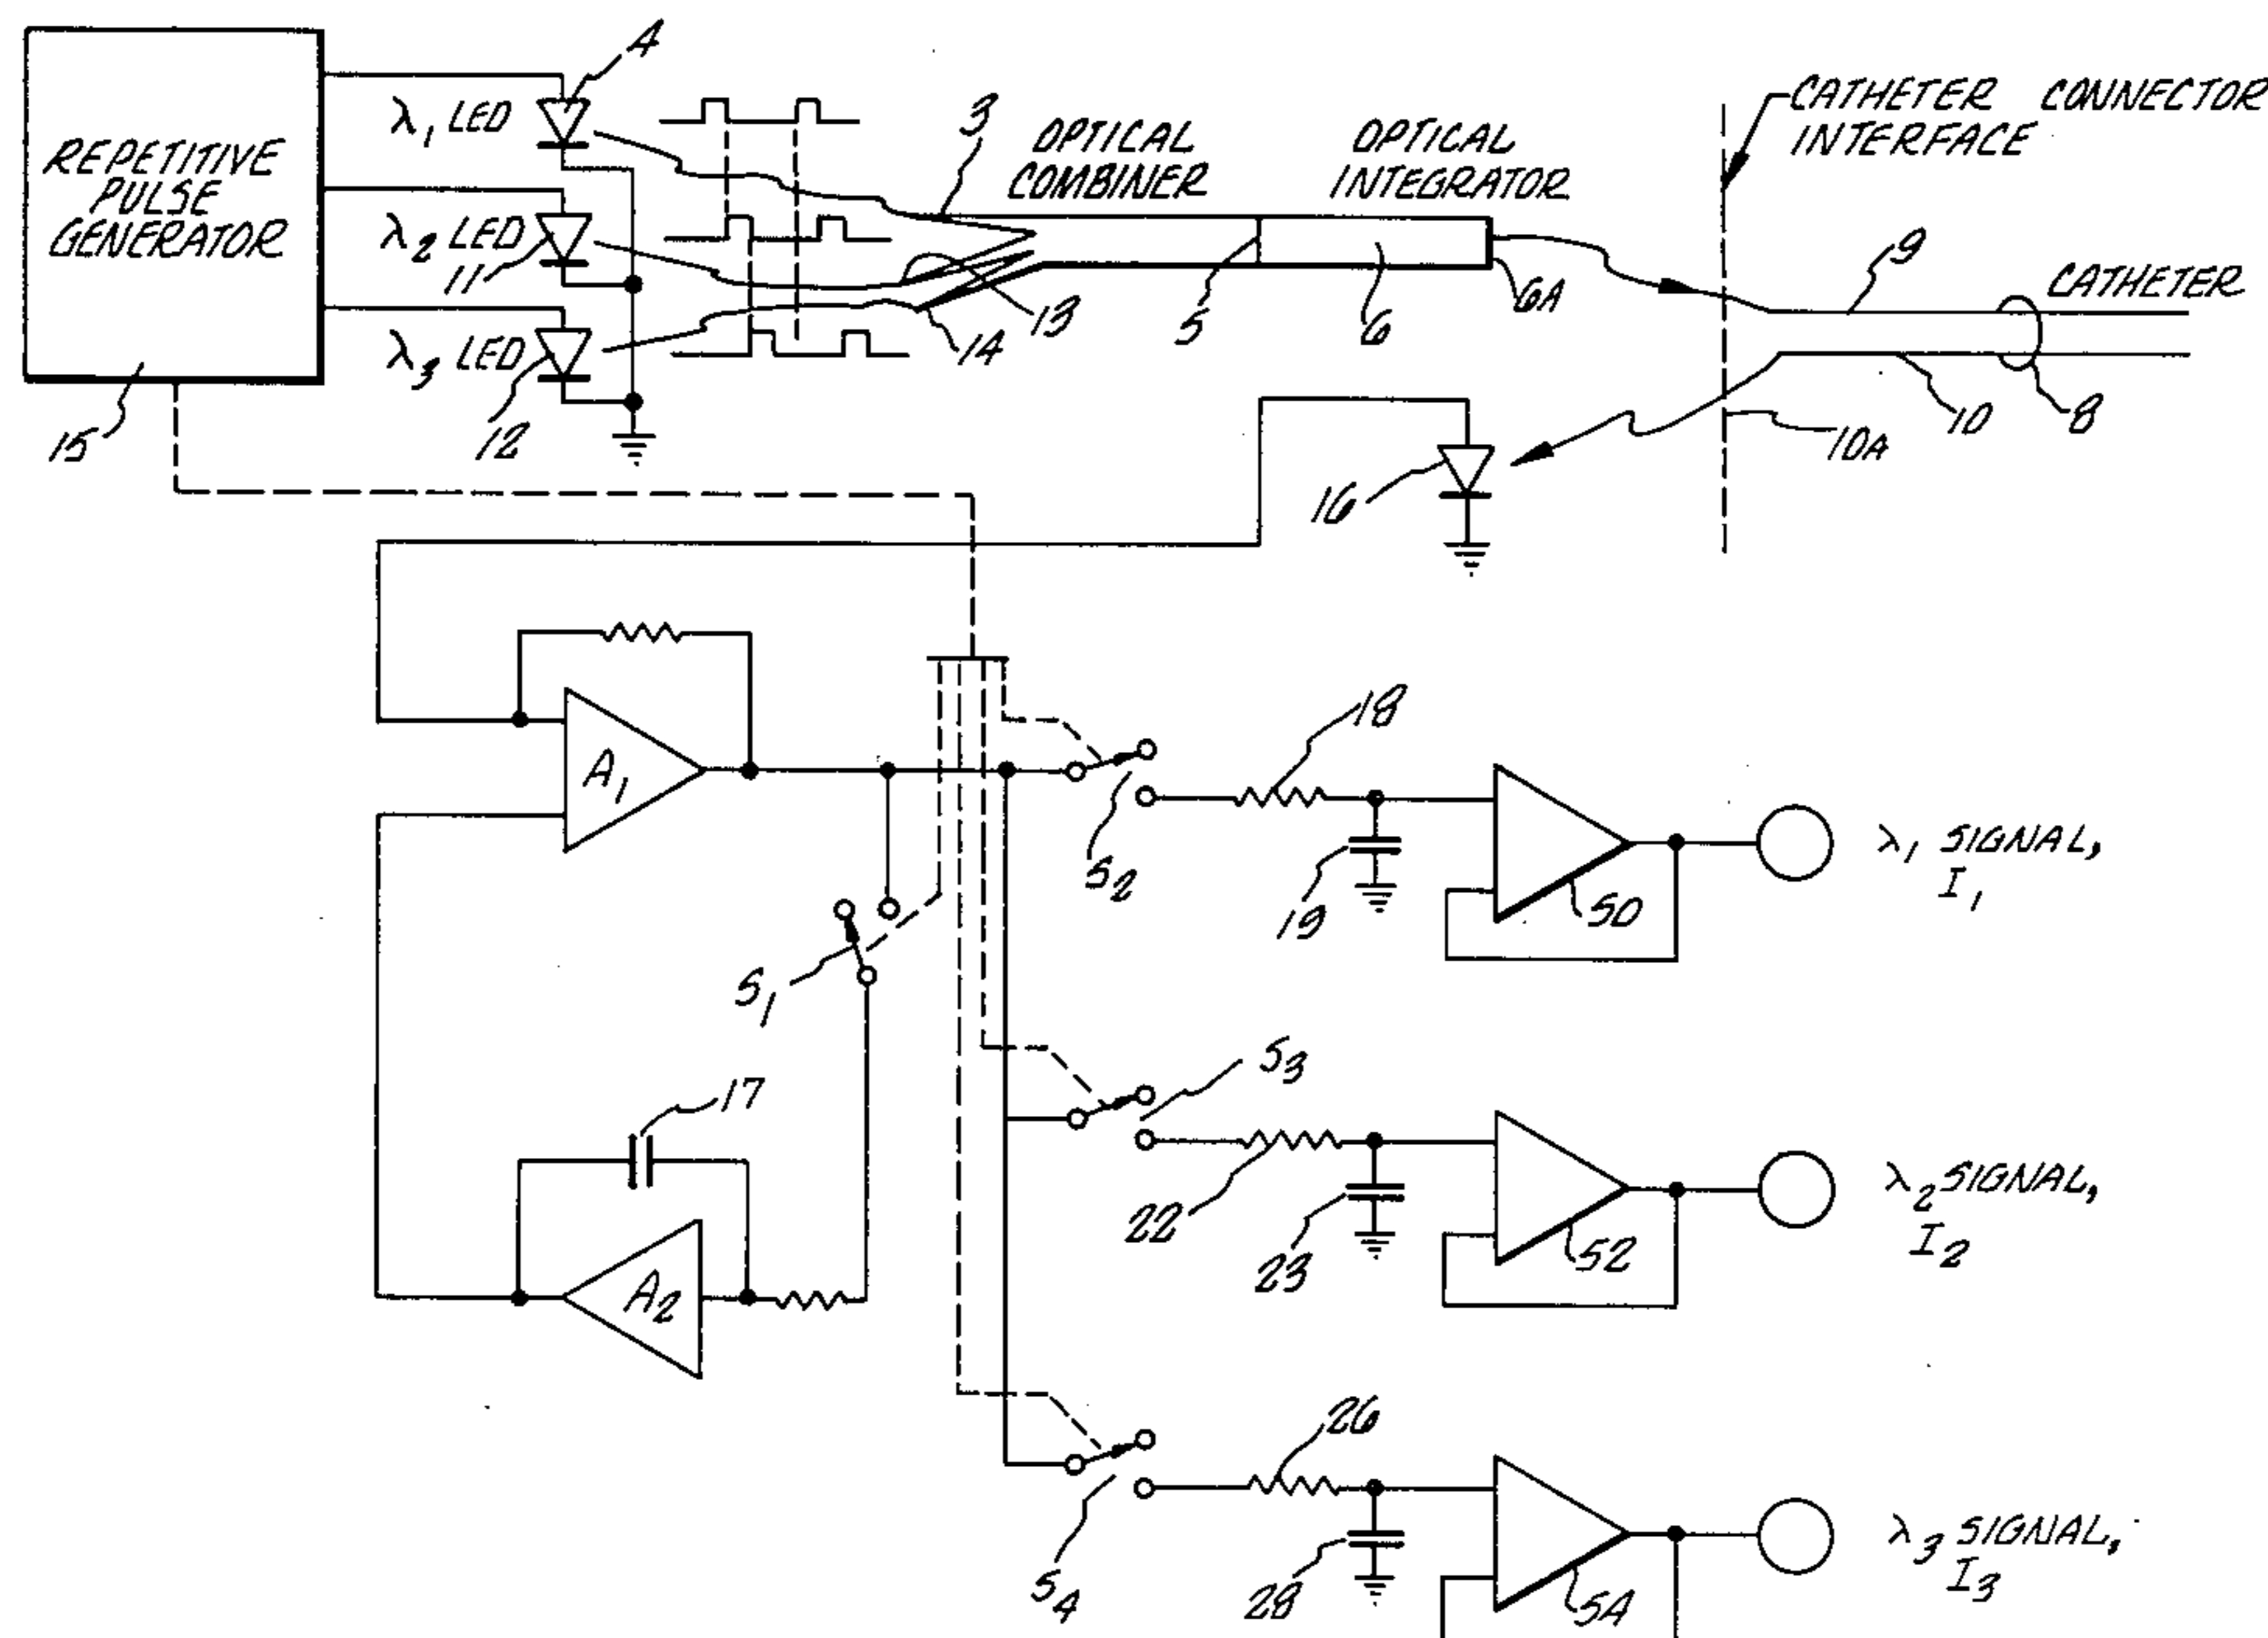 REPETITIVE
PULSE
GENERATOR
15
λ1 LED
4
λ2 LED
11
λ3 LED
12
3
OPTICAL
COMBINER
OPTICAL
INTEGRATOR
13
14
5
6
6A
CATHETER CONNECTOR
INTERFACE
9
CATHETER
10
8
10A
16
A1
S1
17
A2
S2
18
19
50
λ1 SIGNAL,
I1
S3
22
23
52
λ2 SIGNAL,
I2
S4
26
28
54
λ3 SIGNAL,
I3